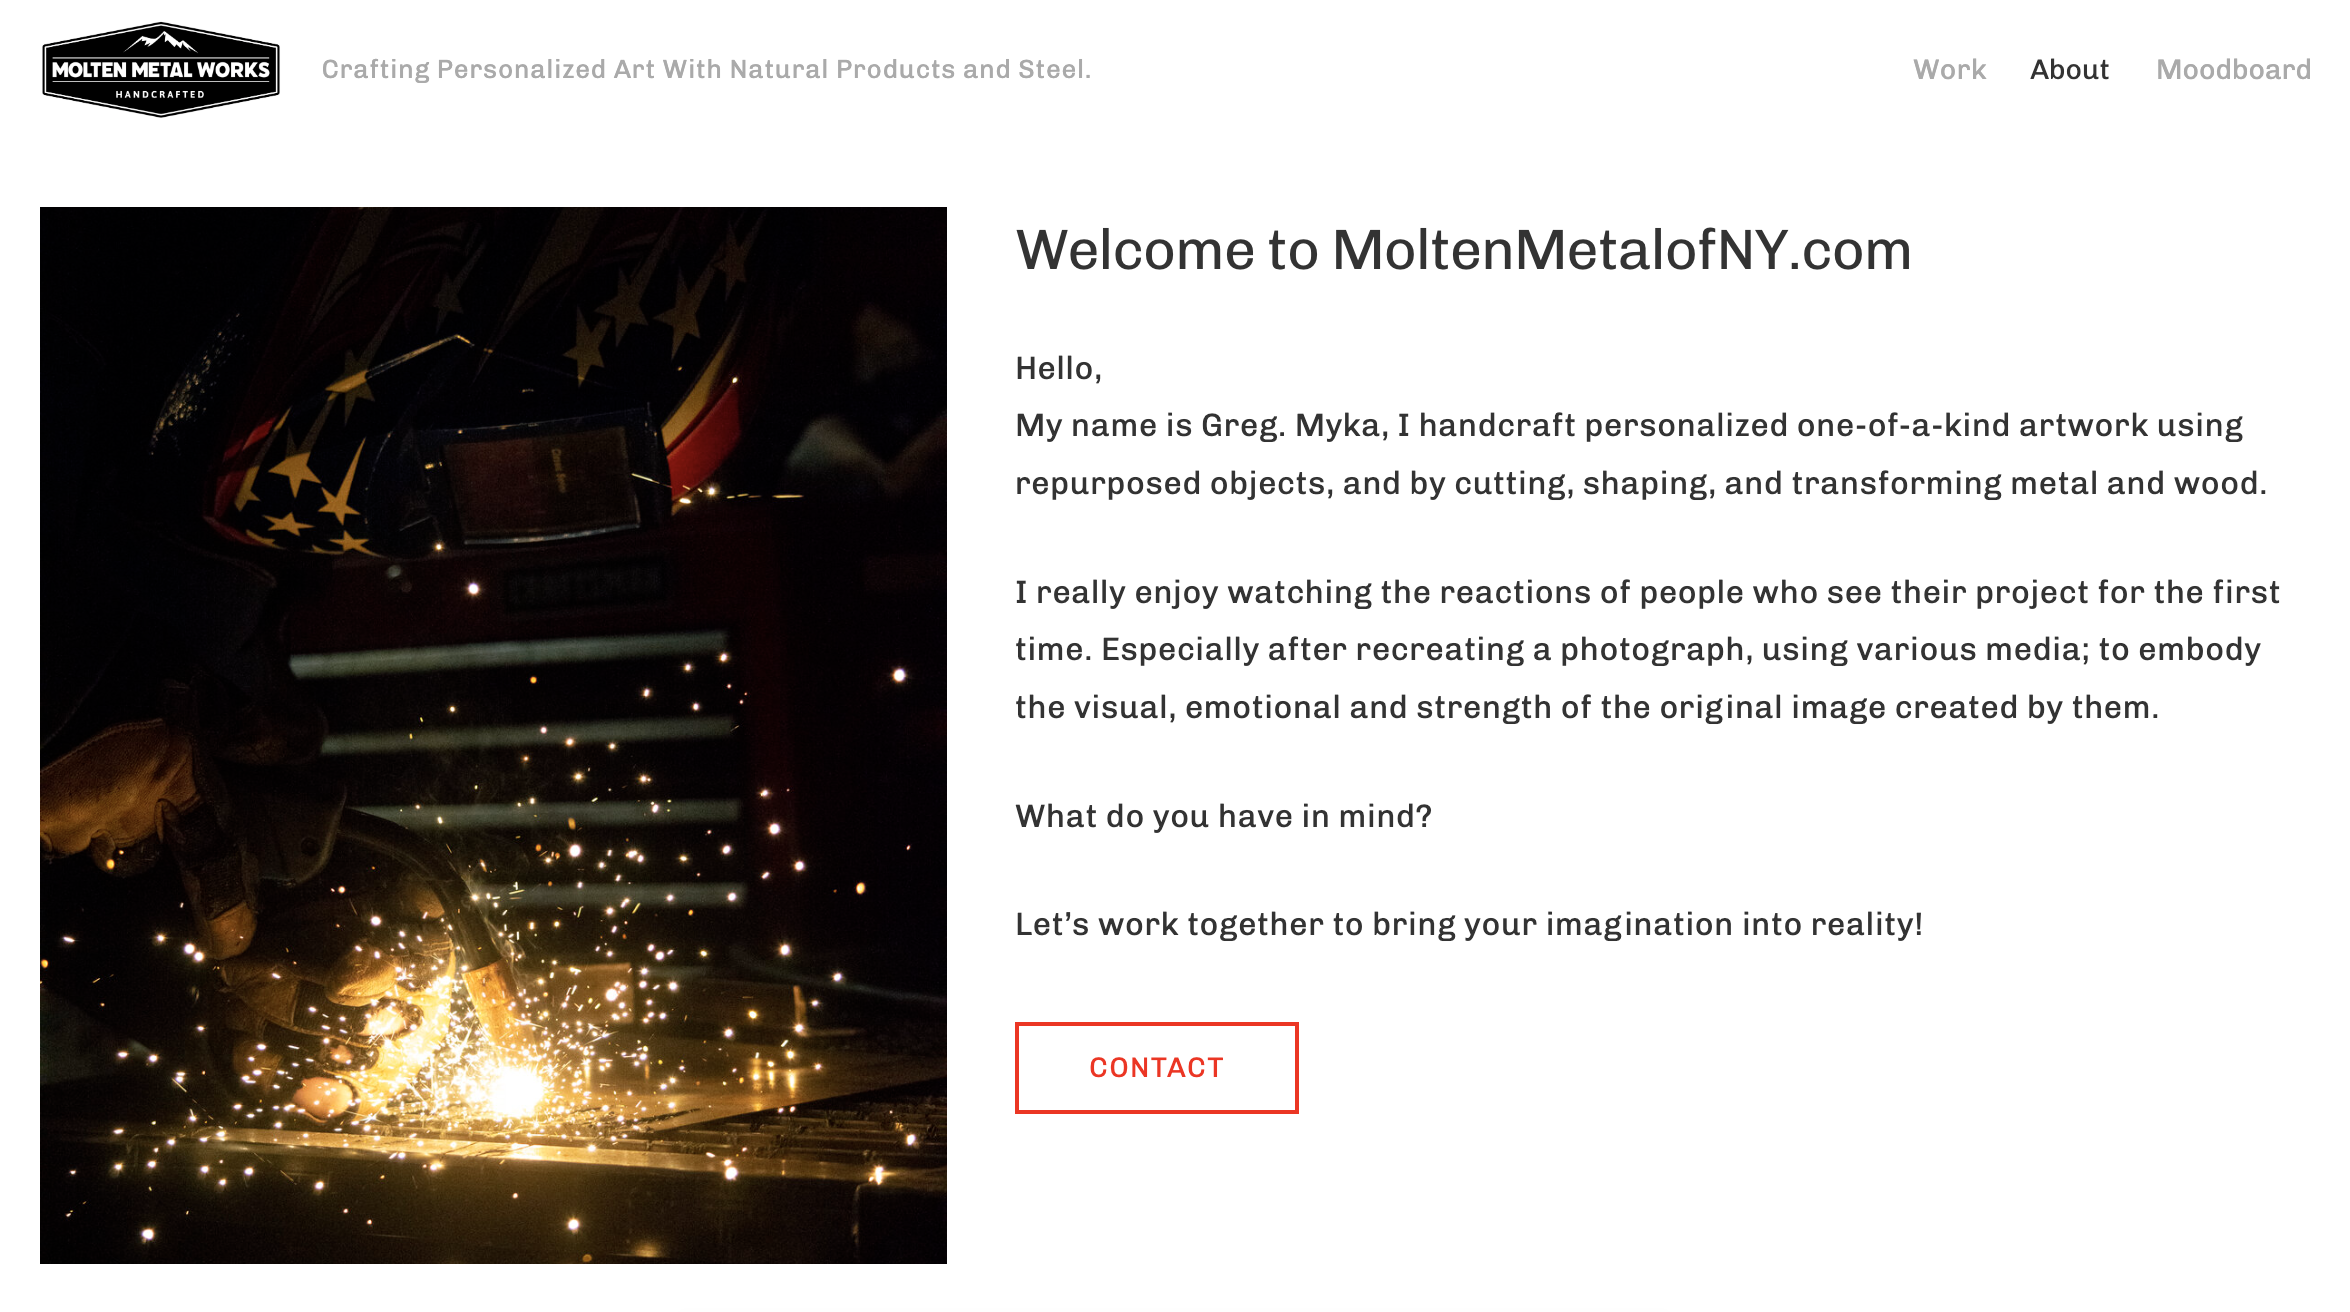 MOLTEN METAL WORKS
HANDCRAFTED
Crafting Personalized Art With Natural Products and Steel.
Work
About
Moodboard
Welcome to MoltenMetalofNY.com
Hello,
My name is Greg. Myka, I handcraft personalized one-of-a-kind artwork using
repurposed objects, and by cutting, shaping, and transforming metal and wood.
I really enjoy watching the reactions of people who see their project for the first
time. Especially after recreating a photograph, using various media; to embody
the visual, emotional and strength of the original image created by them.
What do you have in mind?
Let’s work together to bring your imagination into reality!
CONTACT